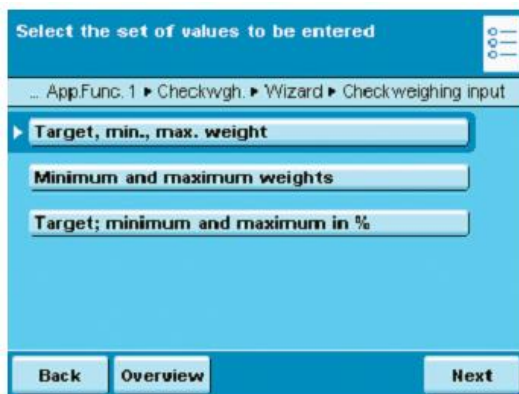 Select the set of values to be entered
... App.Func. 1 ▸ Checkwgh. ▸ Wizard ▸ Checkweighing input
Target, min., max. weight
Minimum and maximum weights
Target; minimum and maximum in %
Back Overview Next